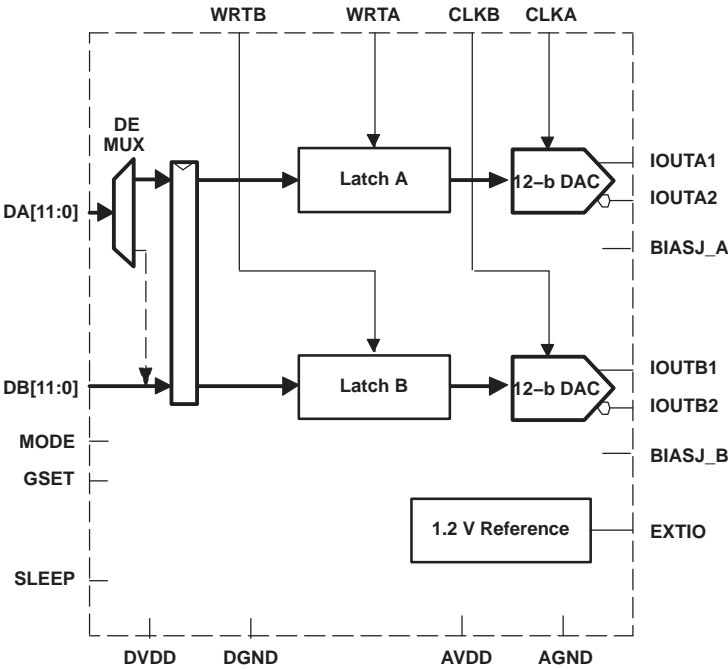 WRTB WRTA CLKB CLKA
DE
MUX
DA[11:0]
Latch A
12–b DAC
IOUTA1
IOUTA2
BIASJ_A
DB[11:0]
Latch B
12–b DAC
IOUTB1
IOUTB2
BIASJ_B
MODE
GSET
1.2 V Reference
EXTIO
SLEEP
DVDD DGND AVDD AGND